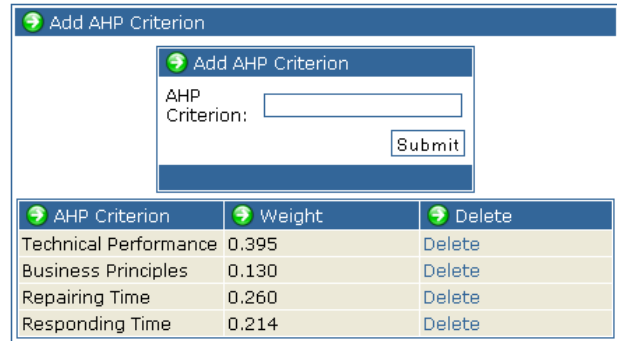 Add AHP Criterion
Add AHP Criterion
AHP
Criterion:
Submit
AHP Criterion Weight Delete
Technical Performance 0.395 Delete
Business Principles 0.130 Delete
Repairing Time 0.260 Delete
Responding Time 0.214 Delete